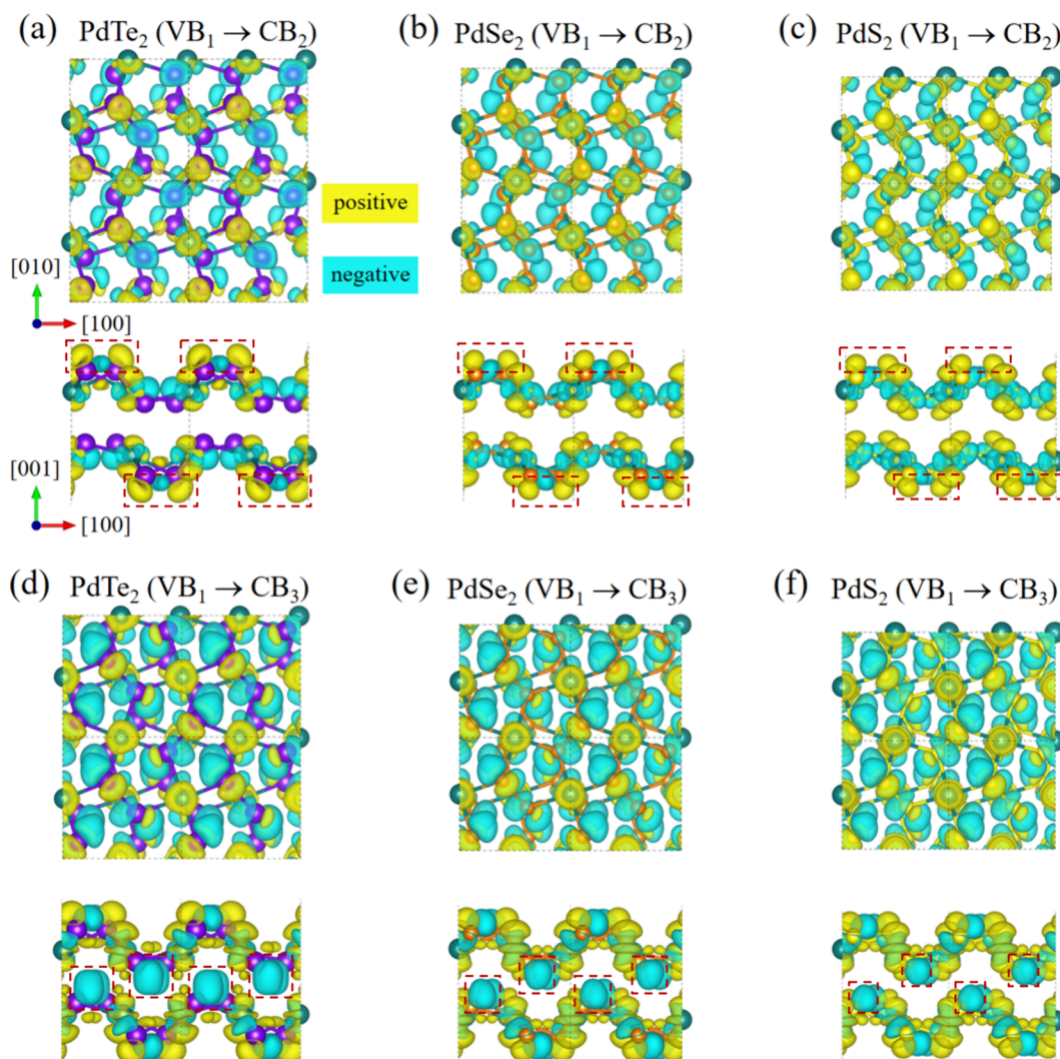 (a) PdTe₂ (VB₁ → CB₂)
(b) PdSe₂ (VB₁ → CB₂)
(c) PdS₂ (VB₁ → CB₂)
positive
negative
[010]
[100]
[001]
[100]
(d) PdTe₂ (VB₁ → CB₃)
(e) PdSe₂ (VB₁ → CB₃)
(f) PdS₂ (VB₁ → CB₃)